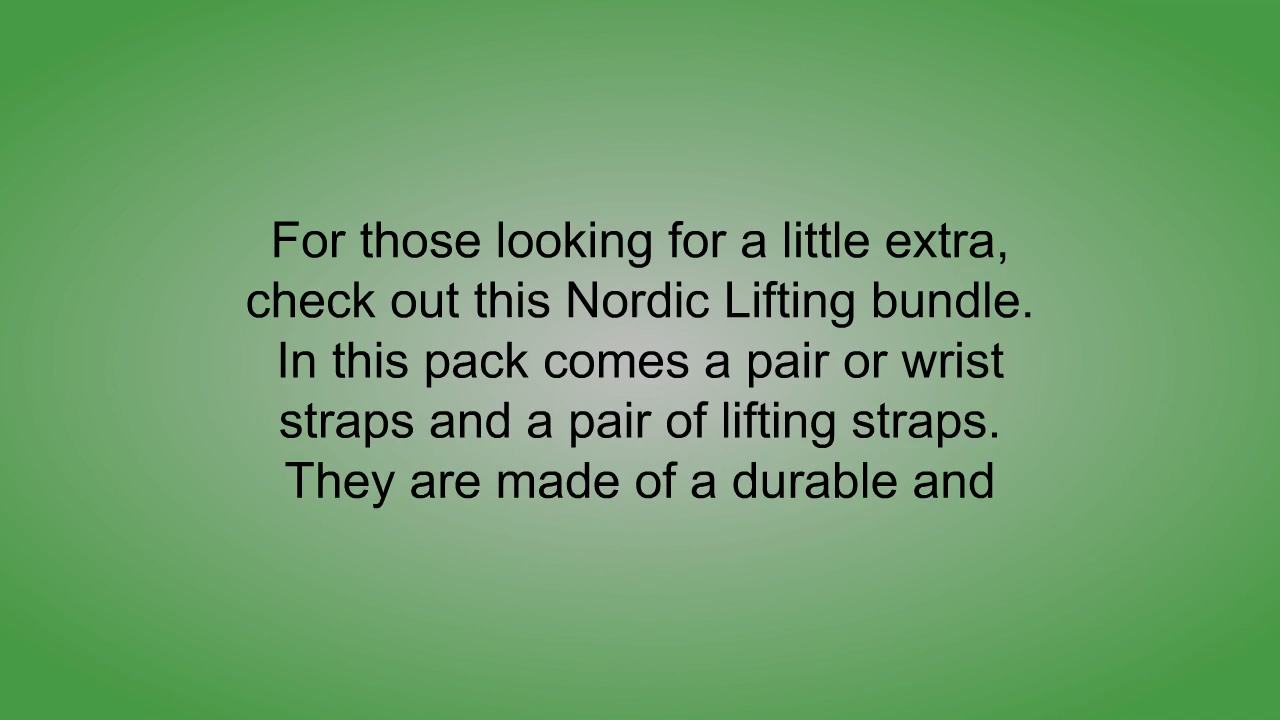 For those looking for a little extra,
check out this Nordic Lifting bundle.
In this pack comes a pair or wrist
straps and a pair of lifting straps.
They are made of a durable and